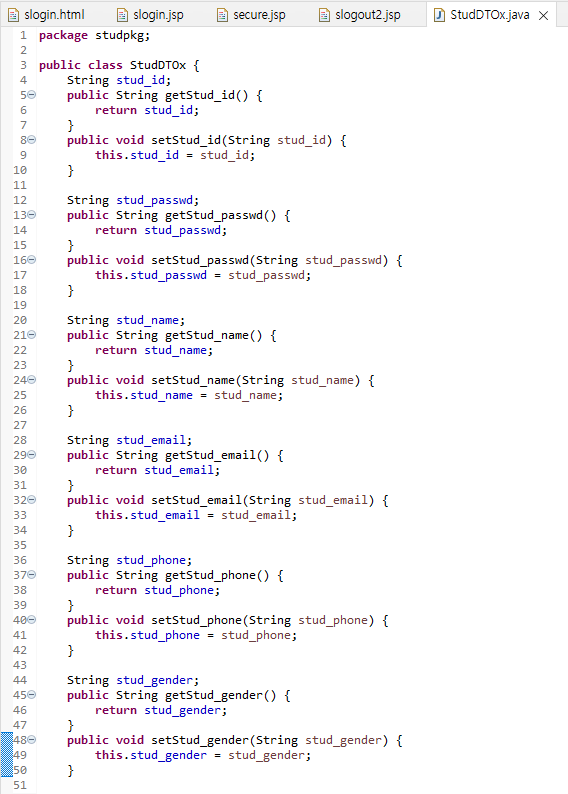 slogin.html slogin.jsp secure.jsp slogout2.jsp StudDTOx.java
1 package studpkg;
2
3 public class StudDTOx {
4     String stud_id;
5     public String getStud_id() {
6         return stud_id;
7     }
8     public void setStud_id(String stud_id) {
9         this.stud_id = stud_id;
10     }
11
12     String stud_passwd;
13     public String getStud_passwd() {
14         return stud_passwd;
15     }
16     public void setStud_passwd(String stud_passwd) {
17         this.stud_passwd = stud_passwd;
18     }
19
20     String stud_name;
21     public String getStud_name() {
22         return stud_name;
23     }
24     public void setStud_name(String stud_name) {
25         this.stud_name = stud_name;
26     }
27
28     String stud_email;
29     public String getStud_email() {
30         return stud_email;
31     }
32     public void setStud_email(String stud_email) {
33         this.stud_email = stud_email;
34     }
35
36     String stud_phone;
37     public String getStud_phone() {
38         return stud_phone;
39     }
40     public void setStud_phone(String stud_phone) {
41         this.stud_phone = stud_phone;
42     }
43
44     String stud_gender;
45     public String getStud_gender() {
46         return stud_gender;
47     }
48     public void setStud_gender(String stud_gender) {
49         this.stud_gender = stud_gender;
50     }
51